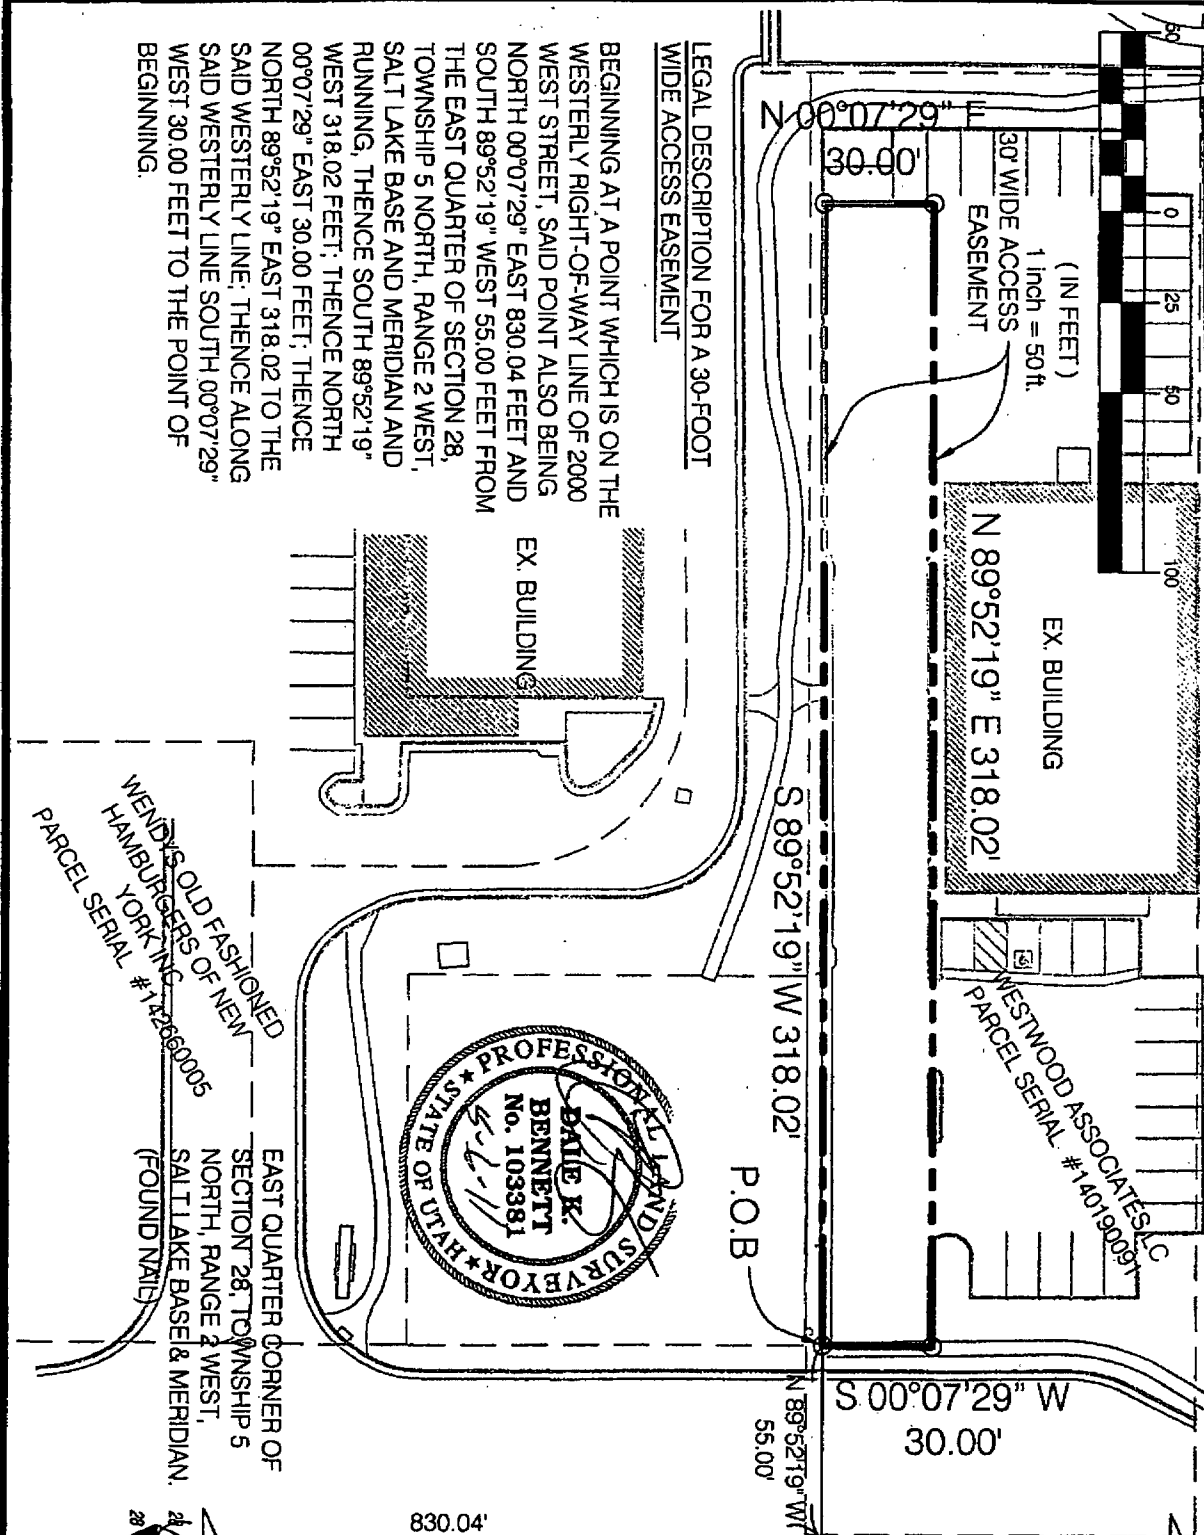 50
0
25
50
100
( IN FEET )
1 inch = 50 ft.
30' WIDE ACCESS
EASEMENT
N 00°07'29" E
30.00'
EX. BUILDING
N 89°52'19" E 318.02'
WESTWOOD ASSOCIATES LC
PARCEL SERIAL #140190091
S 89°52'19" W 318.02'
P.O.B
S 00°07'29" W
30.00'
N 89°52'19" W
55.00'
830.04'
LEGAL DESCRIPTION FOR A 30-FOOT
WIDE ACCESS EASEMENT
BEGINNING AT A POINT WHICH IS ON THE
WESTERLY RIGHT-OF-WAY LINE OF 2000
WEST STREET, SAID POINT ALSO BEING
NORTH 00°07'29" EAST 830.04 FEET AND
SOUTH 89°52'19" WEST 55.00 FEET FROM
THE EAST QUARTER OF SECTION 28,
TOWNSHIP 5 NORTH, RANGE 2 WEST,
SALT LAKE BASE AND MERIDIAN AND
RUNNING, THENCE SOUTH 89°52'19"
WEST 318.02 FEET; THENCE NORTH
00°07'29" EAST 30.00 FEET; THENCE
NORTH 89°52'19" EAST 318.02 TO THE
SAID WESTERLY LINE; THENCE ALONG
SAID WESTERLY LINE SOUTH 00°07'29"
WEST 30.00 FEET TO THE POINT OF
BEGINNING.
EX. BUILDING
PROFESSIONAL LAND SURVEYOR
STATE OF UTAH
DALE K.
BENNETT
No. 103381
5-6-11
WENDYS OLD FASHIONED
HAMBURGERS OF NEW
YORK INC
PARCEL SERIAL #142660005
EAST QUARTER CORNER OF
SECTION 28, TOWNSHIP 5
NORTH, RANGE 2 WEST,
SALT LAKE BASE & MERIDIAN.
(FOUND NAIL)
28